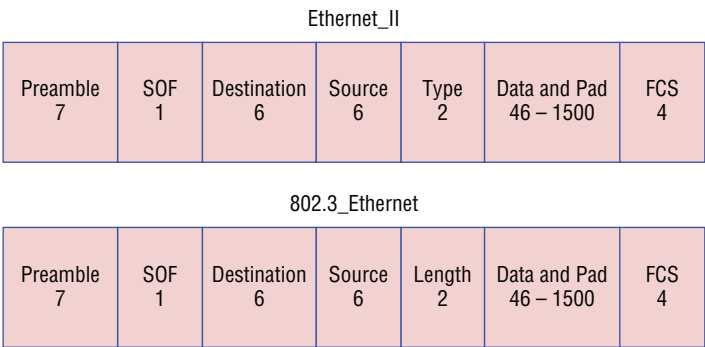 Ethernet_II
Preamble SOF Destination Source Type Data and Pad FCS
7 1 6 6 2 46 – 1500 4
802.3_Ethernet
Preamble SOF Destination Source Length Data and Pad FCS
7 1 6 6 2 46 – 1500 4